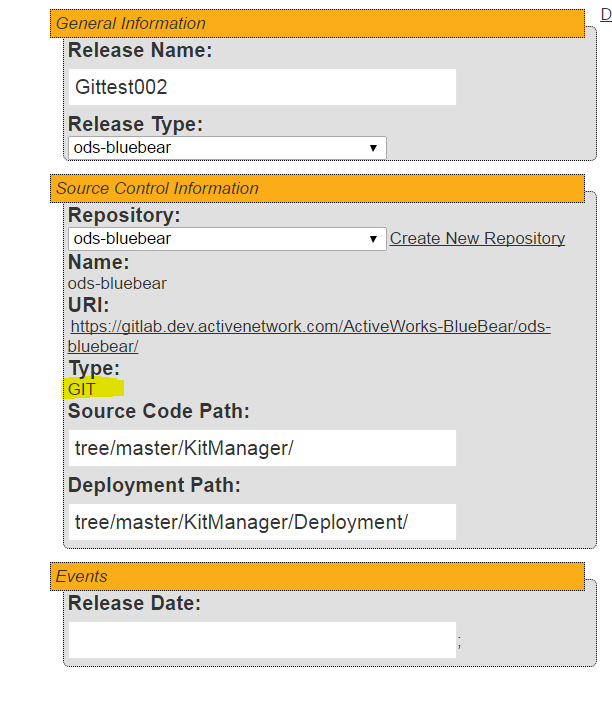 D
General Information
Release Name:
Gittest002
Release Type:
ods-bluebear
Source Control Information
Repository:
ods-bluebear Create New Repository
Name:
ods-bluebear
URI:
https://gitlab.dev.activenetwork.com/ActiveWorks-BlueBear/ods-
bluebear/
Type:
GIT
Source Code Path:
tree/master/KitManager/
Deployment Path:
tree/master/KitManager/Deployment/
Events
Release Date:
;